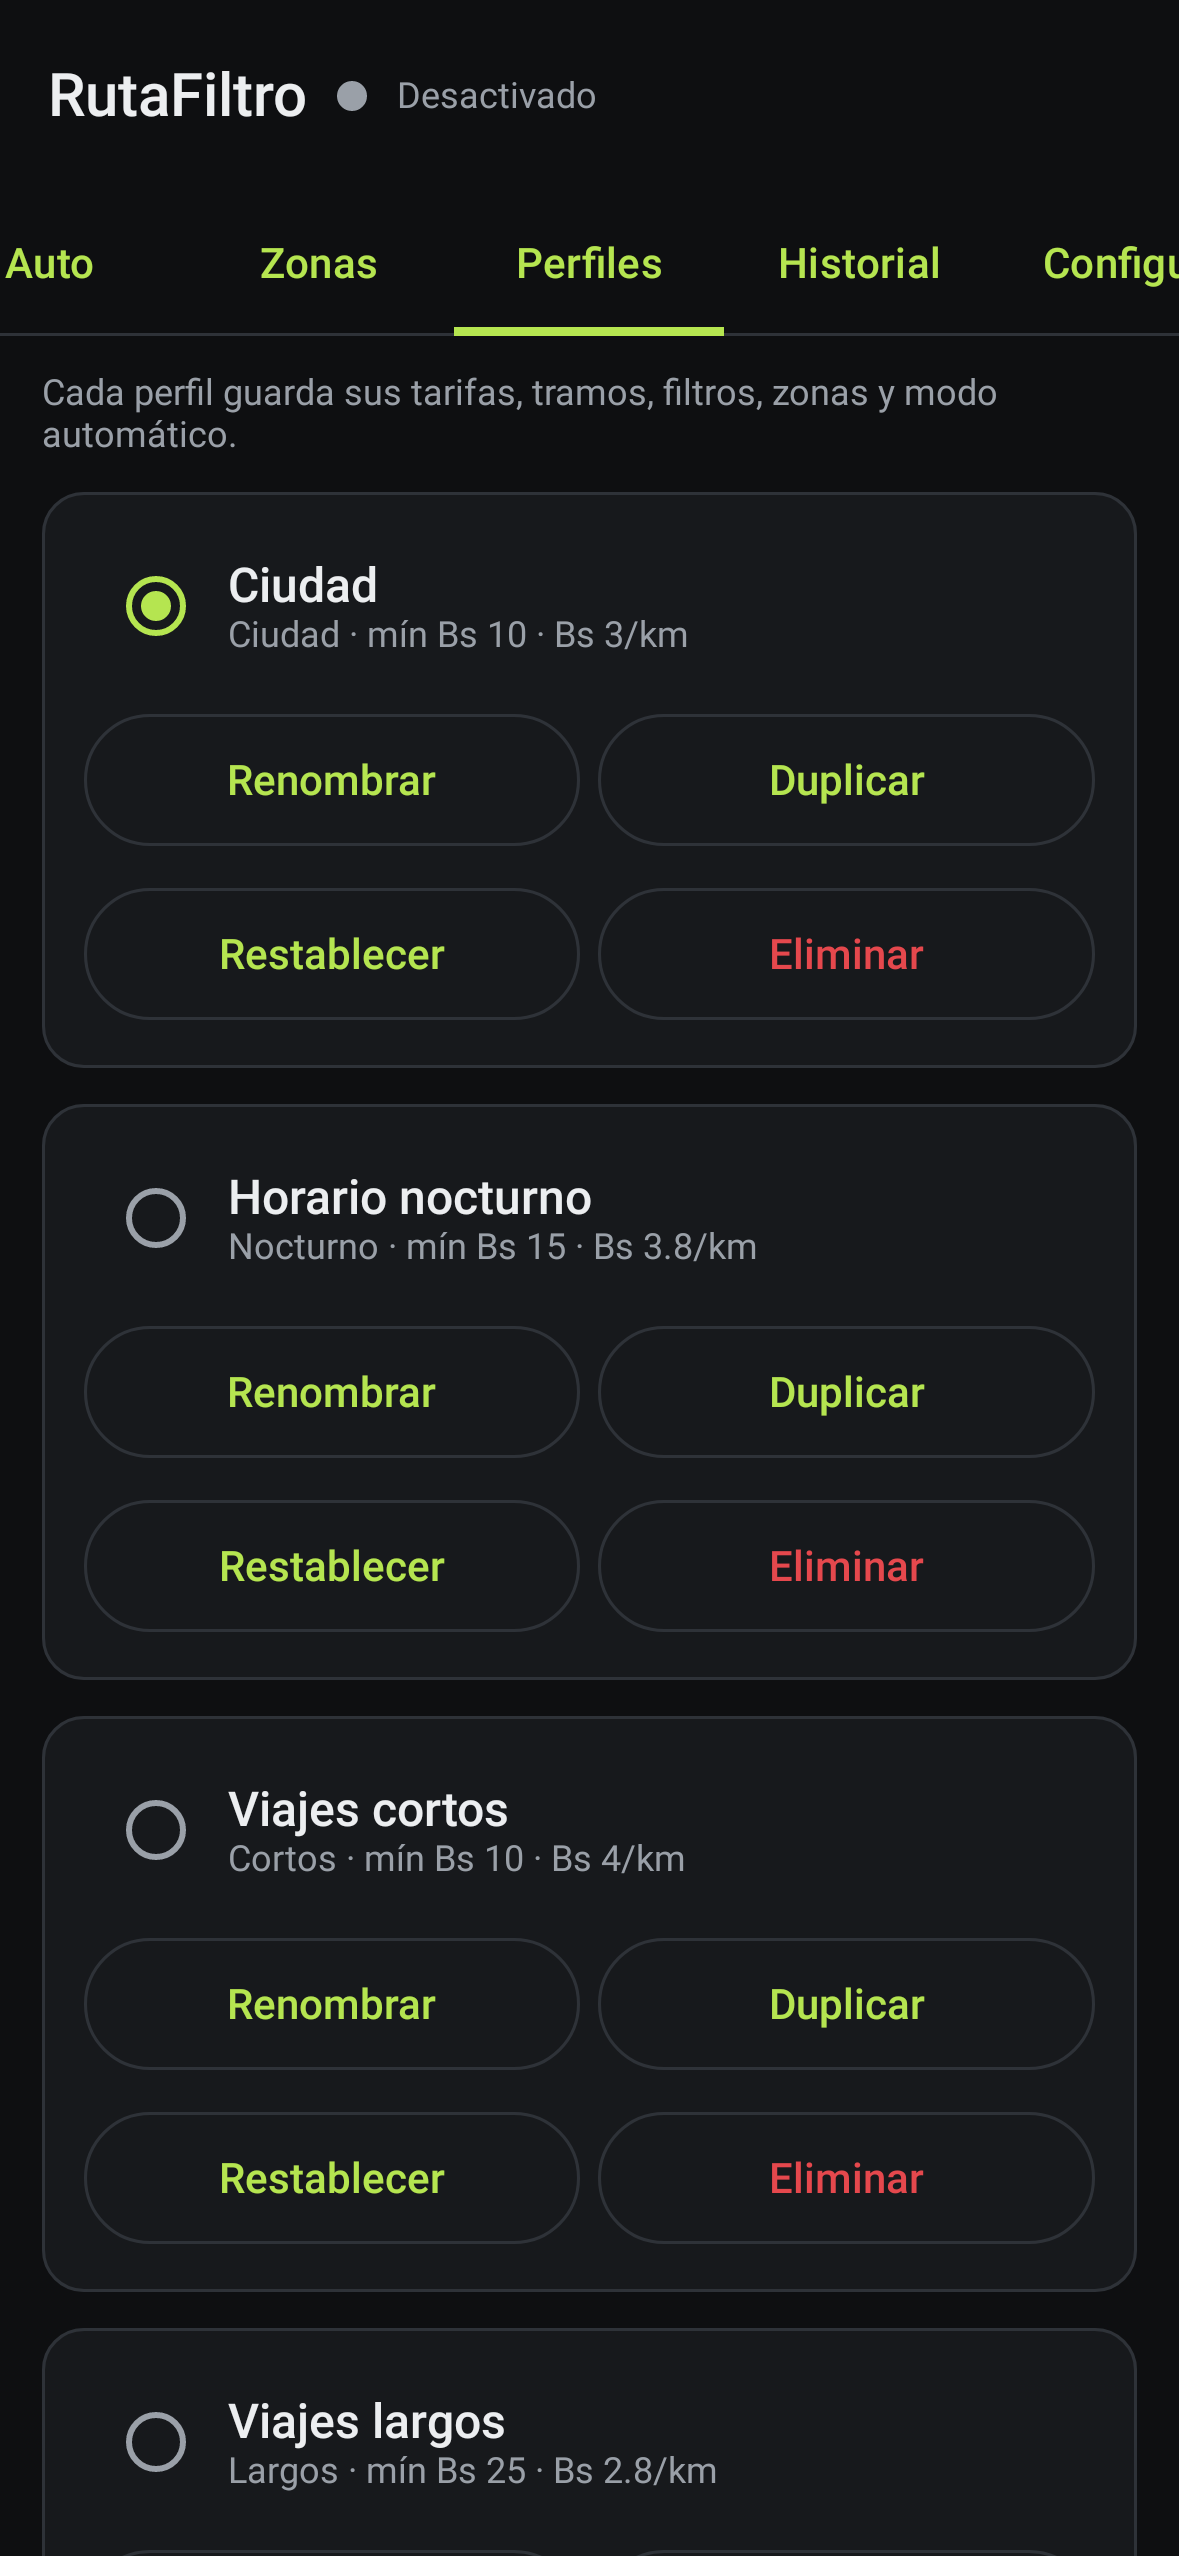 RutaFiltro Desactivado
Auto Zonas Perfiles Historial Configu
Cada perfil guarda sus tarifas, tramos, filtros, zonas y modo
automático.
Ciudad
Ciudad · mín Bs 10 · Bs 3/km
Renombrar Duplicar
Restablecer Eliminar
Horario nocturno
Nocturno · mín Bs 15 · Bs 3.8/km
Renombrar Duplicar
Restablecer Eliminar
Viajes cortos
Cortos · mín Bs 10 · Bs 4/km
Renombrar Duplicar
Restablecer Eliminar
Viajes largos
Largos · mín Bs 25 · Bs 2.8/km